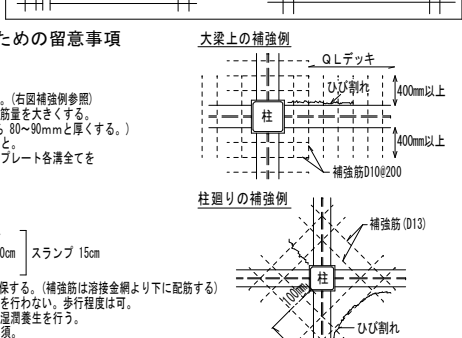 ための留意事項
。(右図補強例参照)
筋量を大きくする。
80~90mmと厚くする。)
と。
プレート各溝全てを
0cm
スランプ 15cm
保する。(補強筋は溶接金網より下に配筋する)
を行わない。歩行程度は可。
湿潤養生を行う。
須。
大梁上の補強例
QLデッキ
ひび割れ
400mm以上
柱
400mm以上
補強筋D10@200
柱廻りの補強例
補強筋(D13)
柱
1000mm
ひび割れ